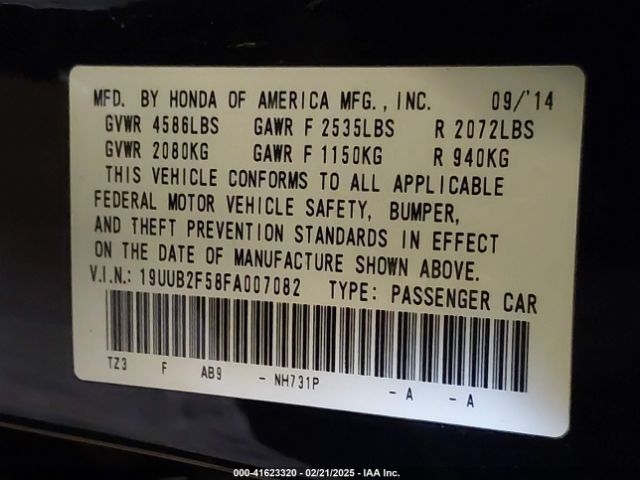 MFD. BY HONDA OF AMERICA MFG., INC. 09/'14
GVWR 4586LBS GAWR F 2535LBS R 2072LBS
GVWR 2080KG GAWR F 1150KG R 940KG
THIS VEHICLE CONFORMS TO ALL APPLICABLE
FEDERAL MOTOR VEHICLE SAFETY, BUMPER,
AND THEFT PREVENTION STANDARDS IN EFFECT
ON THE DATE OF MANUFACTURE SHOWN ABOVE.
V.I.N.: 19UUB2F58FA007082 TYPE: PASSENGER CAR
TZ3 F AB9 - NH731P - A - A
000-41623320 - 02/21/2025 - IAA Inc.